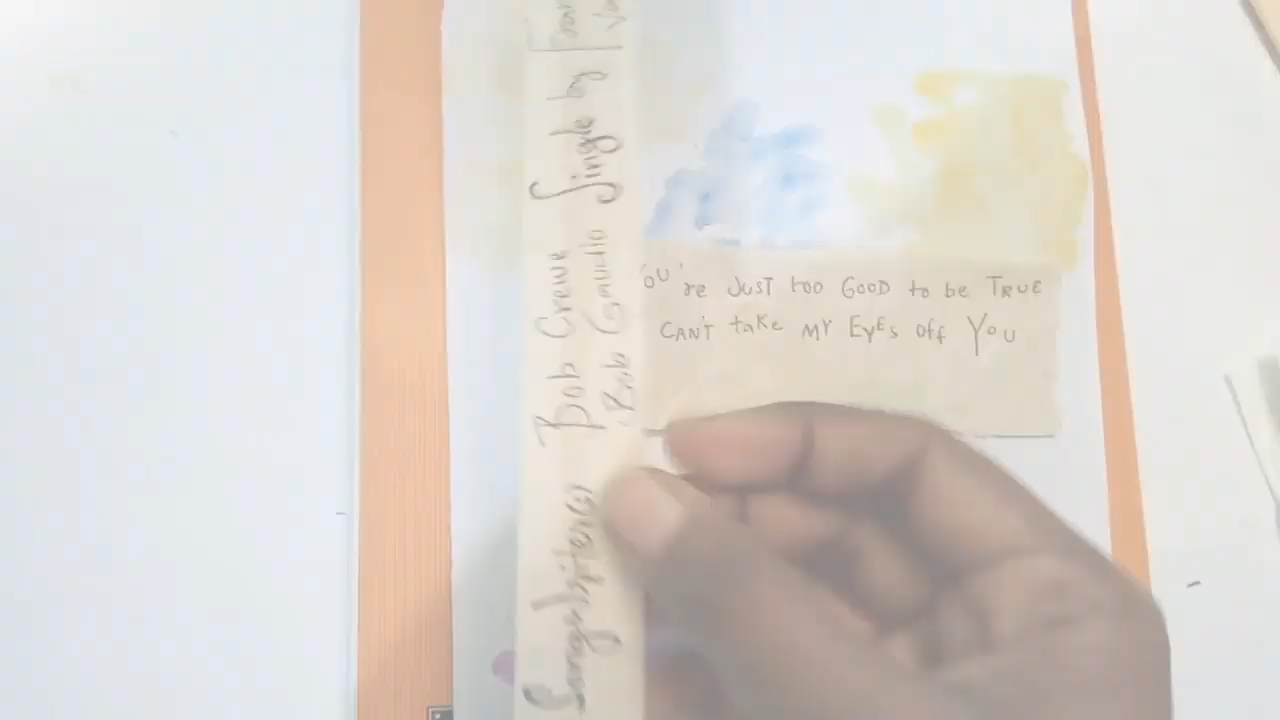 Songwriter(s) Bob Crewe
Bob Gaudio
Single by
'ou're Just too GOOD to be TRUE
CAN'T take MY EyEs off You